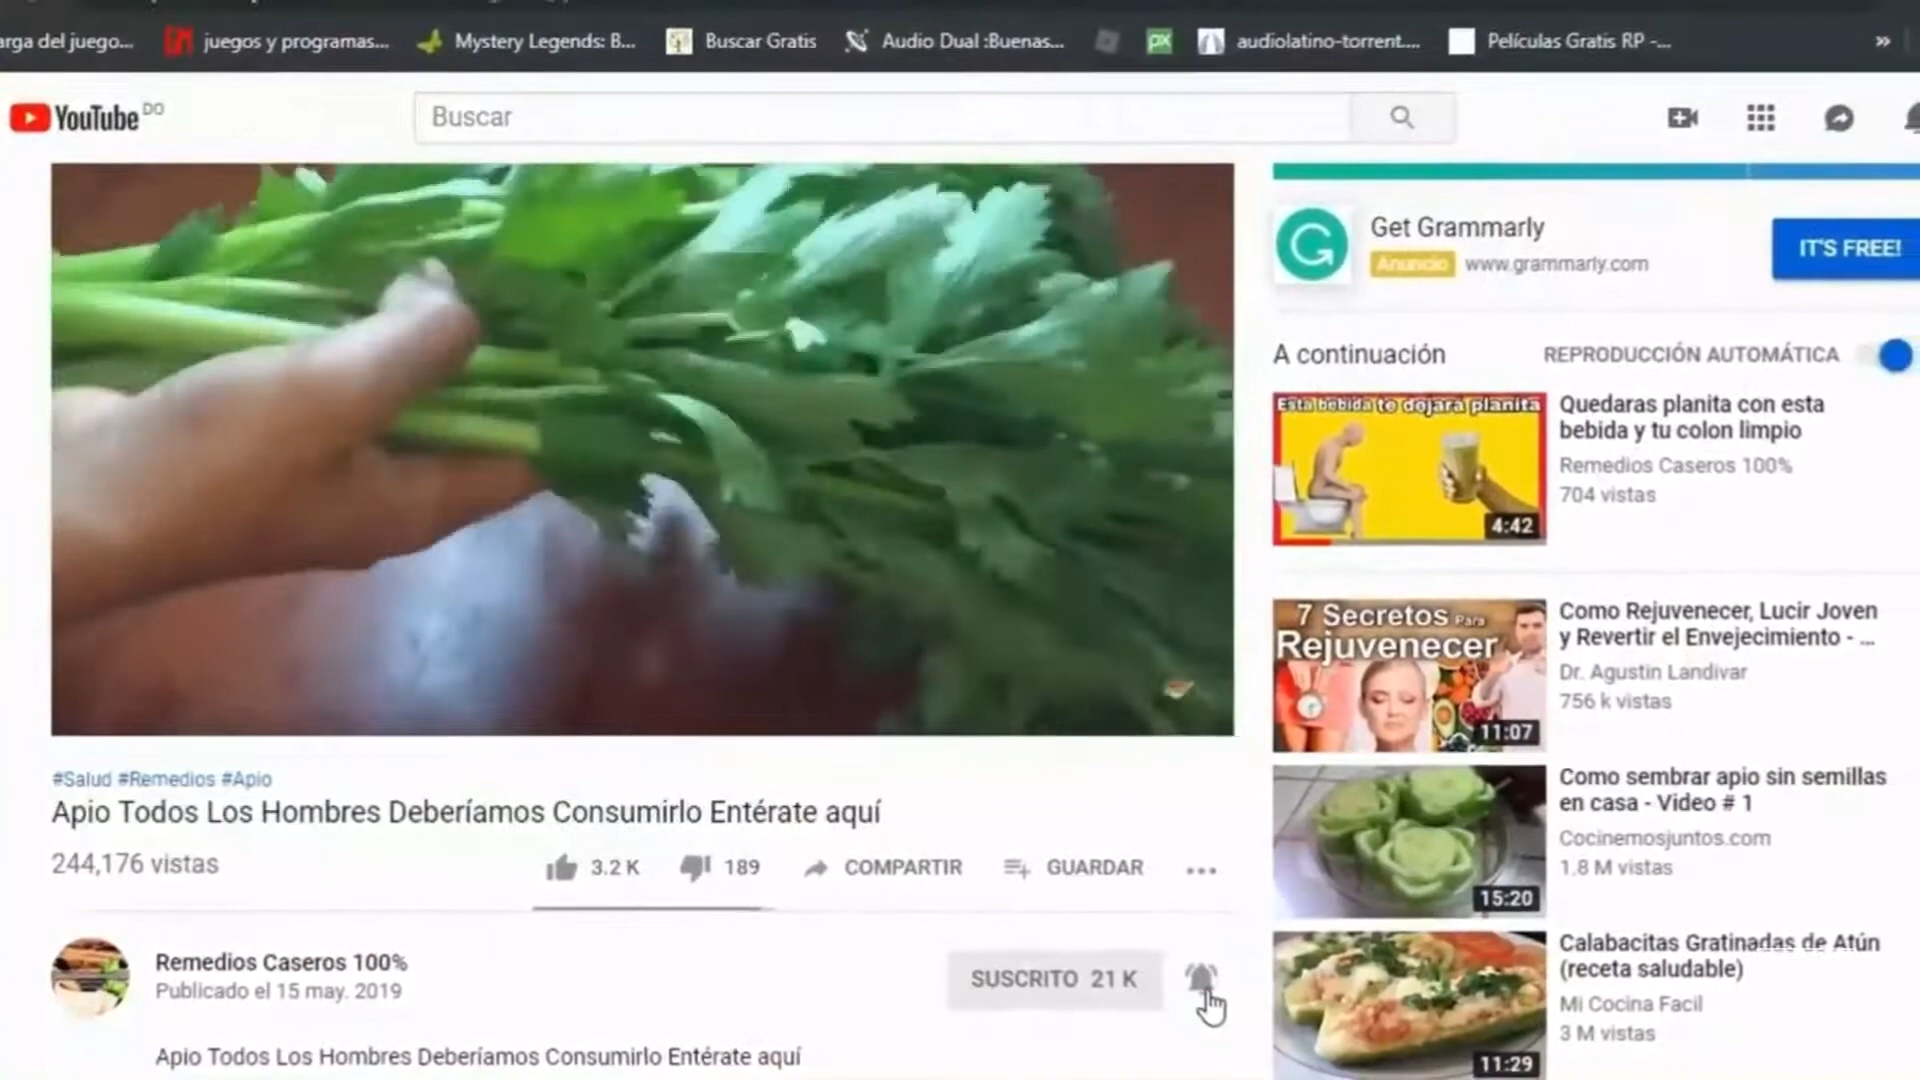 arga del juego...
juegos y programas...
Mystery Legends: B...
Buscar Gratis
Audio Dual :Buenas...
px
audiolatino-torrent....
Películas Gratis RP -...
»
YouTube DO
Buscar
Get Grammarly
Anuncio www.grammarly.com
IT'S FREE!
A continuación
REPRODUCCIÓN AUTOMÁTICA
Esta bebida te dejara planita
4:42
Quedaras planita con esta
bebida y tu colon limpio
Remedios Caseros 100%
704 vistas
7 Secretos Para
Rejuvenecer
11:07
Como Rejuvenecer, Lucir Joven
y Revertir el Envejecimiento - ...
Dr. Agustin Landivar
756 k vistas
15:20
Como sembrar apio sin semillas
en casa - Video # 1
Cocinemosjuntos.com
1.8 M vistas
11:29
Calabacitas Gratinadas de Atún
(receta saludable)
Mi Cocina Facil
3 M vistas
#Salud #Remedios #Apio
Apio Todos Los Hombres Deberíamos Consumirlo Entérate aquí
244,176 vistas
3.2 K
189
COMPARTIR
GUARDAR
Remedios Caseros 100%
Publicado el 15 may. 2019
SUSCRITO 21 K
Apio Todos Los Hombres Deberíamos Consumirlo Entérate aquí